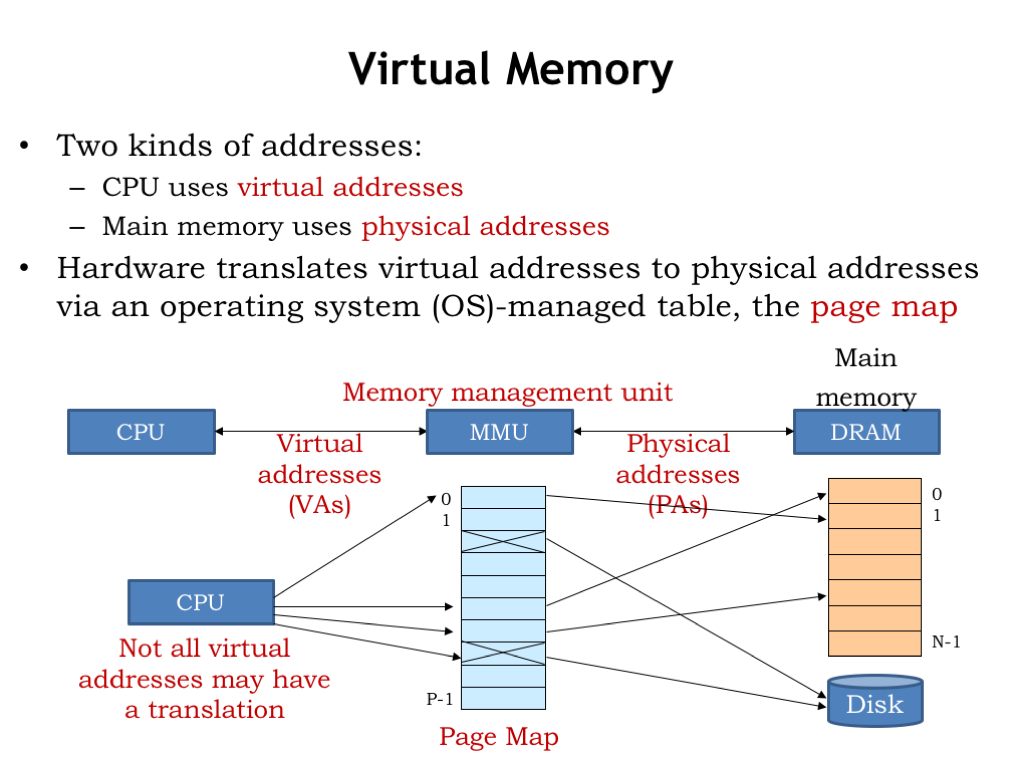 Virtual Memory
• Two kinds of addresses:
– CPU uses virtual addresses
– Main memory uses physical addresses
• Hardware translates virtual addresses to physical addresses
via an operating system (OS)-managed table, the page map
Main
memory
Memory management unit
CPU
MMU
DRAM
Virtual
addresses
(VAs)
Physical
addresses
(PAs)
0
1
0
1
CPU
Not all virtual
addresses may have
a translation
P-1
N-1
Disk
Page Map